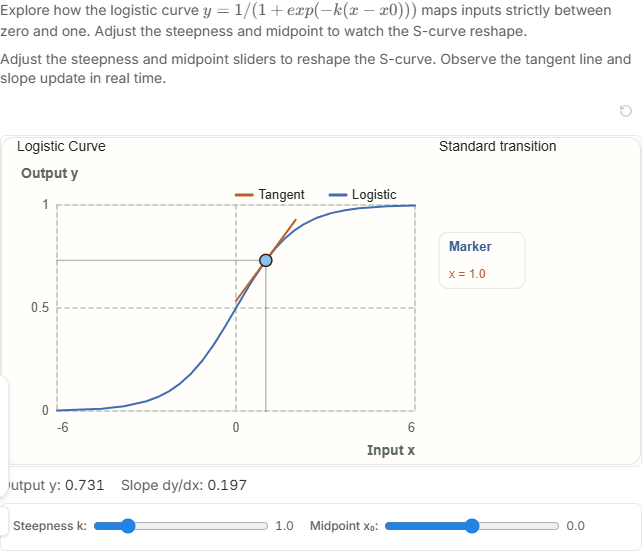 Explore how the logistic curve y = 1/(1 + exp(−k(x − x0))) maps inputs strictly between
zero and one. Adjust the steepness and midpoint to watch the S-curve reshape.
Adjust the steepness and midpoint sliders to reshape the S-curve. Observe the tangent line and
slope update in real time.
Logistic Curve
Standard transition
Output y
Tangent
Logistic
1
Marker
x = 1.0
0.5
0
-6
0
6
Input x
utput y: 0.731 Slope dy/dx: 0.197
Steepness k: 1.0 Midpoint x₀: 0.0